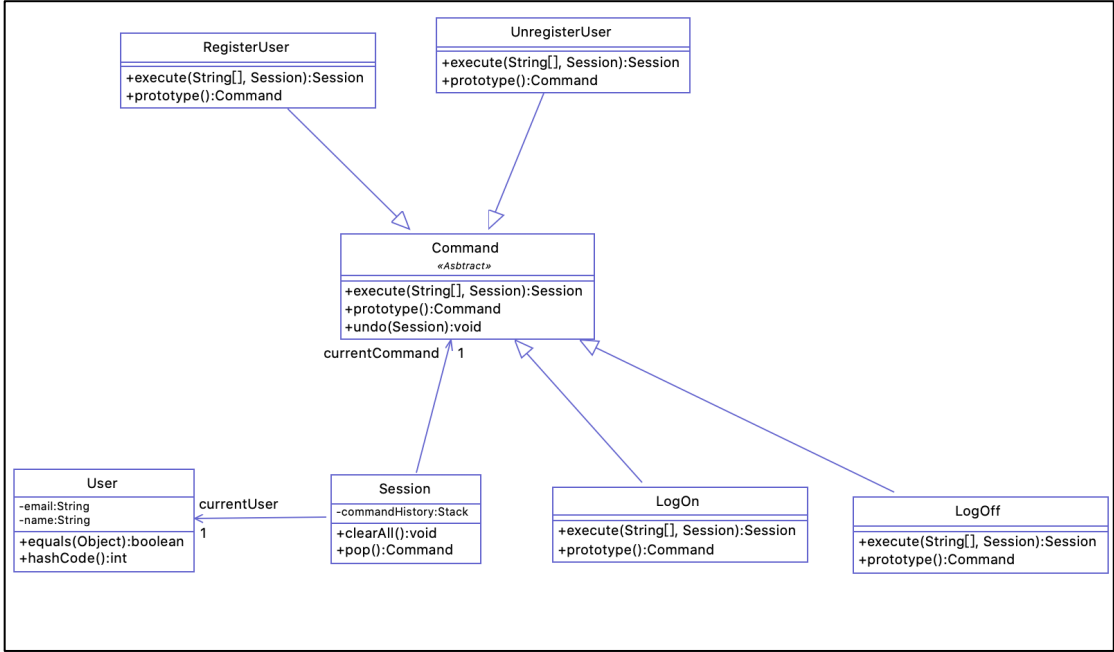 RegisterUser
+execute(String[], Session):Session
+prototype():Command
UnregisterUser
+execute(String[], Session):Session
+prototype():Command
Command
«Asbtract»
+execute(String[], Session):Session
+prototype():Command
+undo(Session):void
currentCommand 1
User
-email:String
-name:String
+equals(Object):boolean
+hashCode():int
currentUser
1
Session
-commandHistory:Stack
+clearAll():void
+pop():Command
LogOn
+execute(String[], Session):Session
+prototype():Command
LogOff
+execute(String[], Session):Session
+prototype():Command